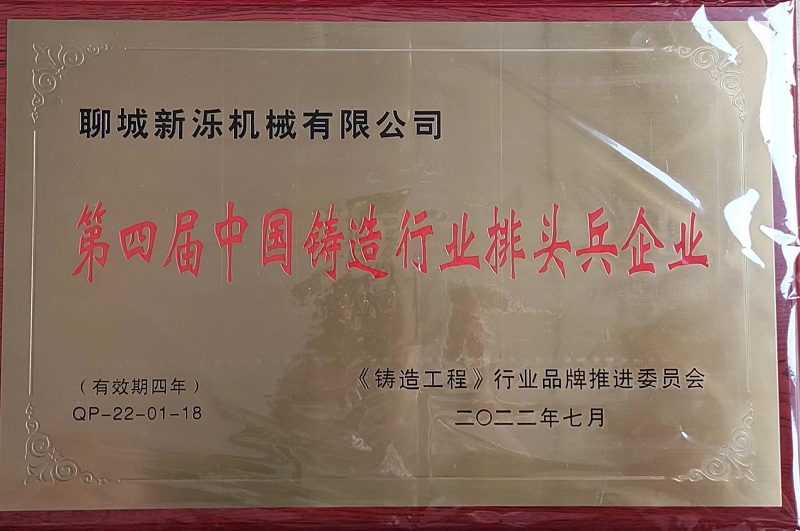 聊城新泺机械有限公司
第四届中国铸造行业排头兵企业
（有效期四年）
QP-22-01-18
《铸造工程》行业品牌推进委员会
二〇二二年七月